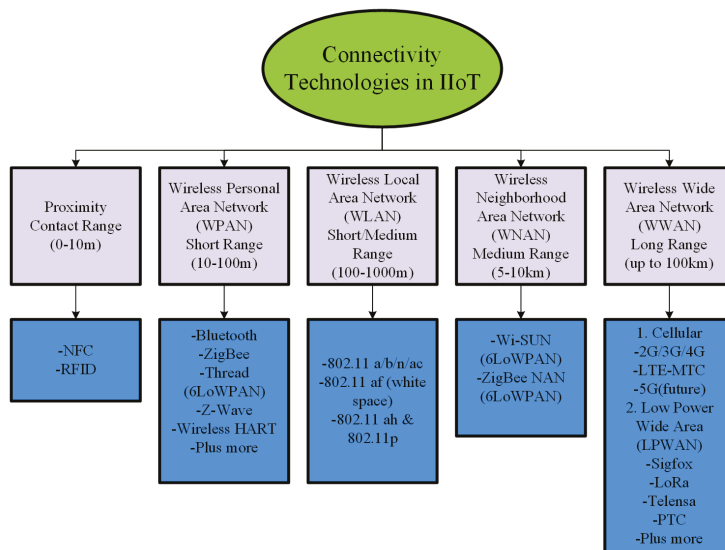 Connectivity
Technologies in IIoT
Proximity
Contact Range
(0-10m)
Wireless Personal
Area Network
(WPAN)
Short Range
(10-100m)
Wireless Local
Area Network
(WLAN)
Short/Medium
Range
(100-1000m)
Wireless
Neighborhood
Area Network
(WNAN)
Medium Range
(5-10km)
Wireless Wide
Area Network
(WWAN)
Long Range
(up to 100km)
-NFC
-RFID
-Bluetooth
-ZigBee
-Thread
(6LoWPAN)
-Z-Wave
-Wireless HART
-Plus more
-802.11 a/b/n/ac
-802.11 af (white
space)
-802.11 ah &
802.11p
-Wi-SUN
(6LoWPAN)
-ZigBee NAN
(6LoWPAN)
1. Cellular
-2G/3G/4G
-LTE-MTC
-5G(future)
2. Low Power
Wide Area
(LPWAN)
-Sigfox
-LoRa
-Telensa
-PTC
-Plus more